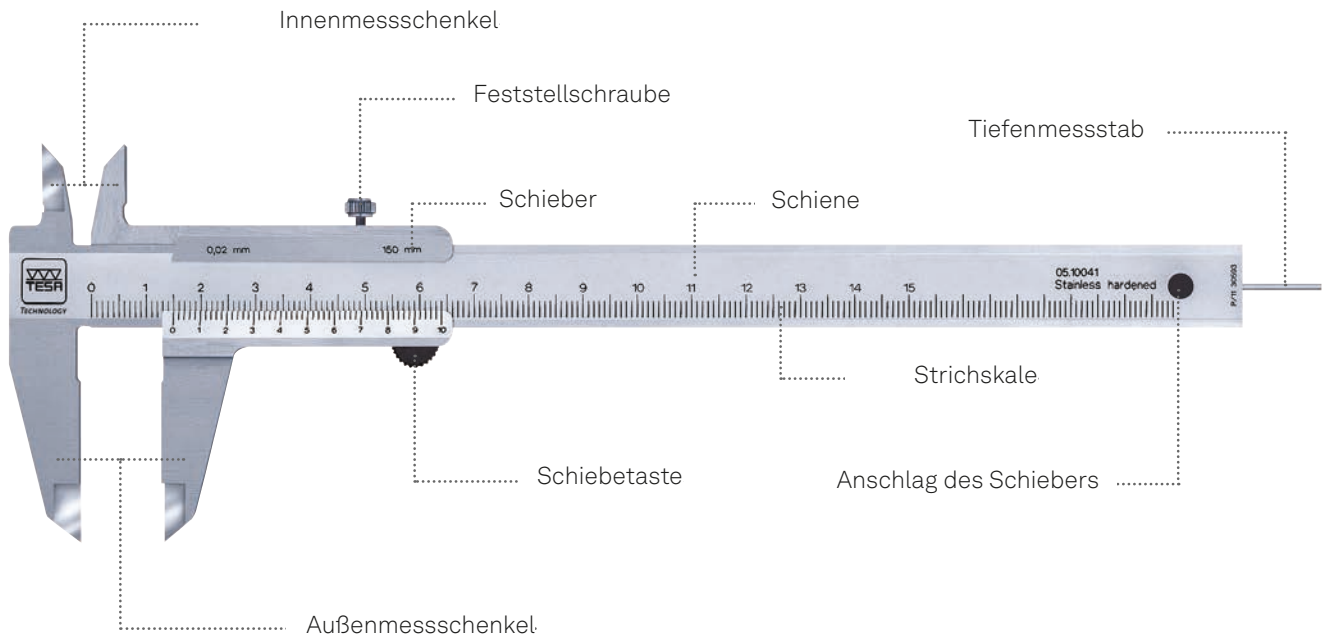 Innenmessschenkel
Feststellschraube
Tiefenmessstab
Schieber
Schiene
0,02 mm 150 mm
TESA
TECHNOLOGY
0 1 2 3 4 5 6 7 8 9 10 11 12 13 14 15
05.10041
Stainless hardened
0 1 2 3 4 5 6 7 8 9 10
Strichskale
Schiebetaste
Anschlag des Schiebers
Außenmessschenkel